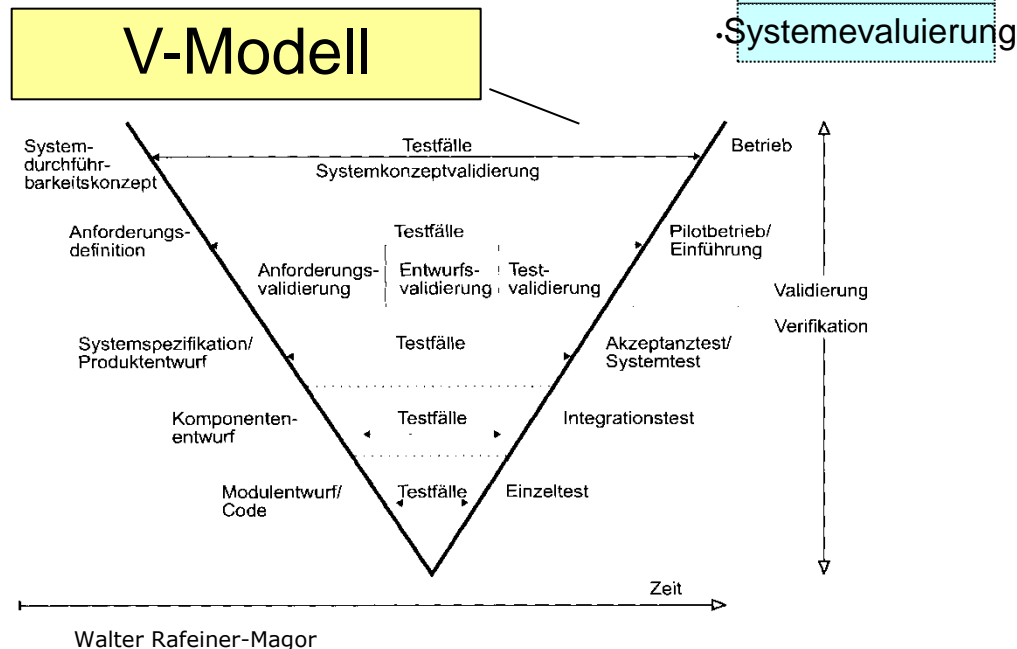 V-Modell
.Systemevaluierung
System-
durchführ-
barkeitskonzept
Testfälle
Systemkonzeptvalidierung
Betrieb
Anforderungs-
definition
Testfälle
Pilotbetrieb/
Einführung
Anforderungs-
validierung
Entwurfs-
validierung
Test-
validierung
Validierung
Verifikation
Systemspezifikation/
Produktentwurf
Testfälle
Akzeptanztest/
Systemtest
Komponenten-
entwurf
Testfälle
Integrationstest
Modulentwurf/
Code
Testfälle
Einzeltest
Zeit
Walter Rafeiner-Magor